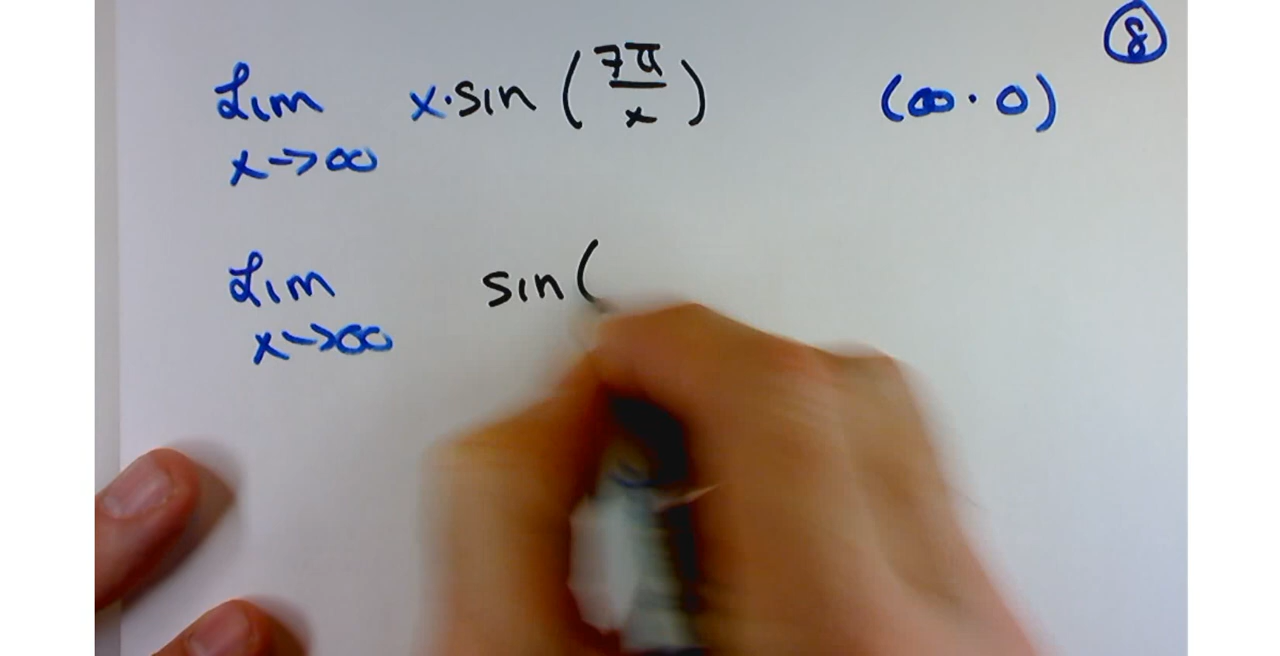 Lim x·sin (7π/x) (∞·0) 8
x->∞
Lim sin(
x->∞